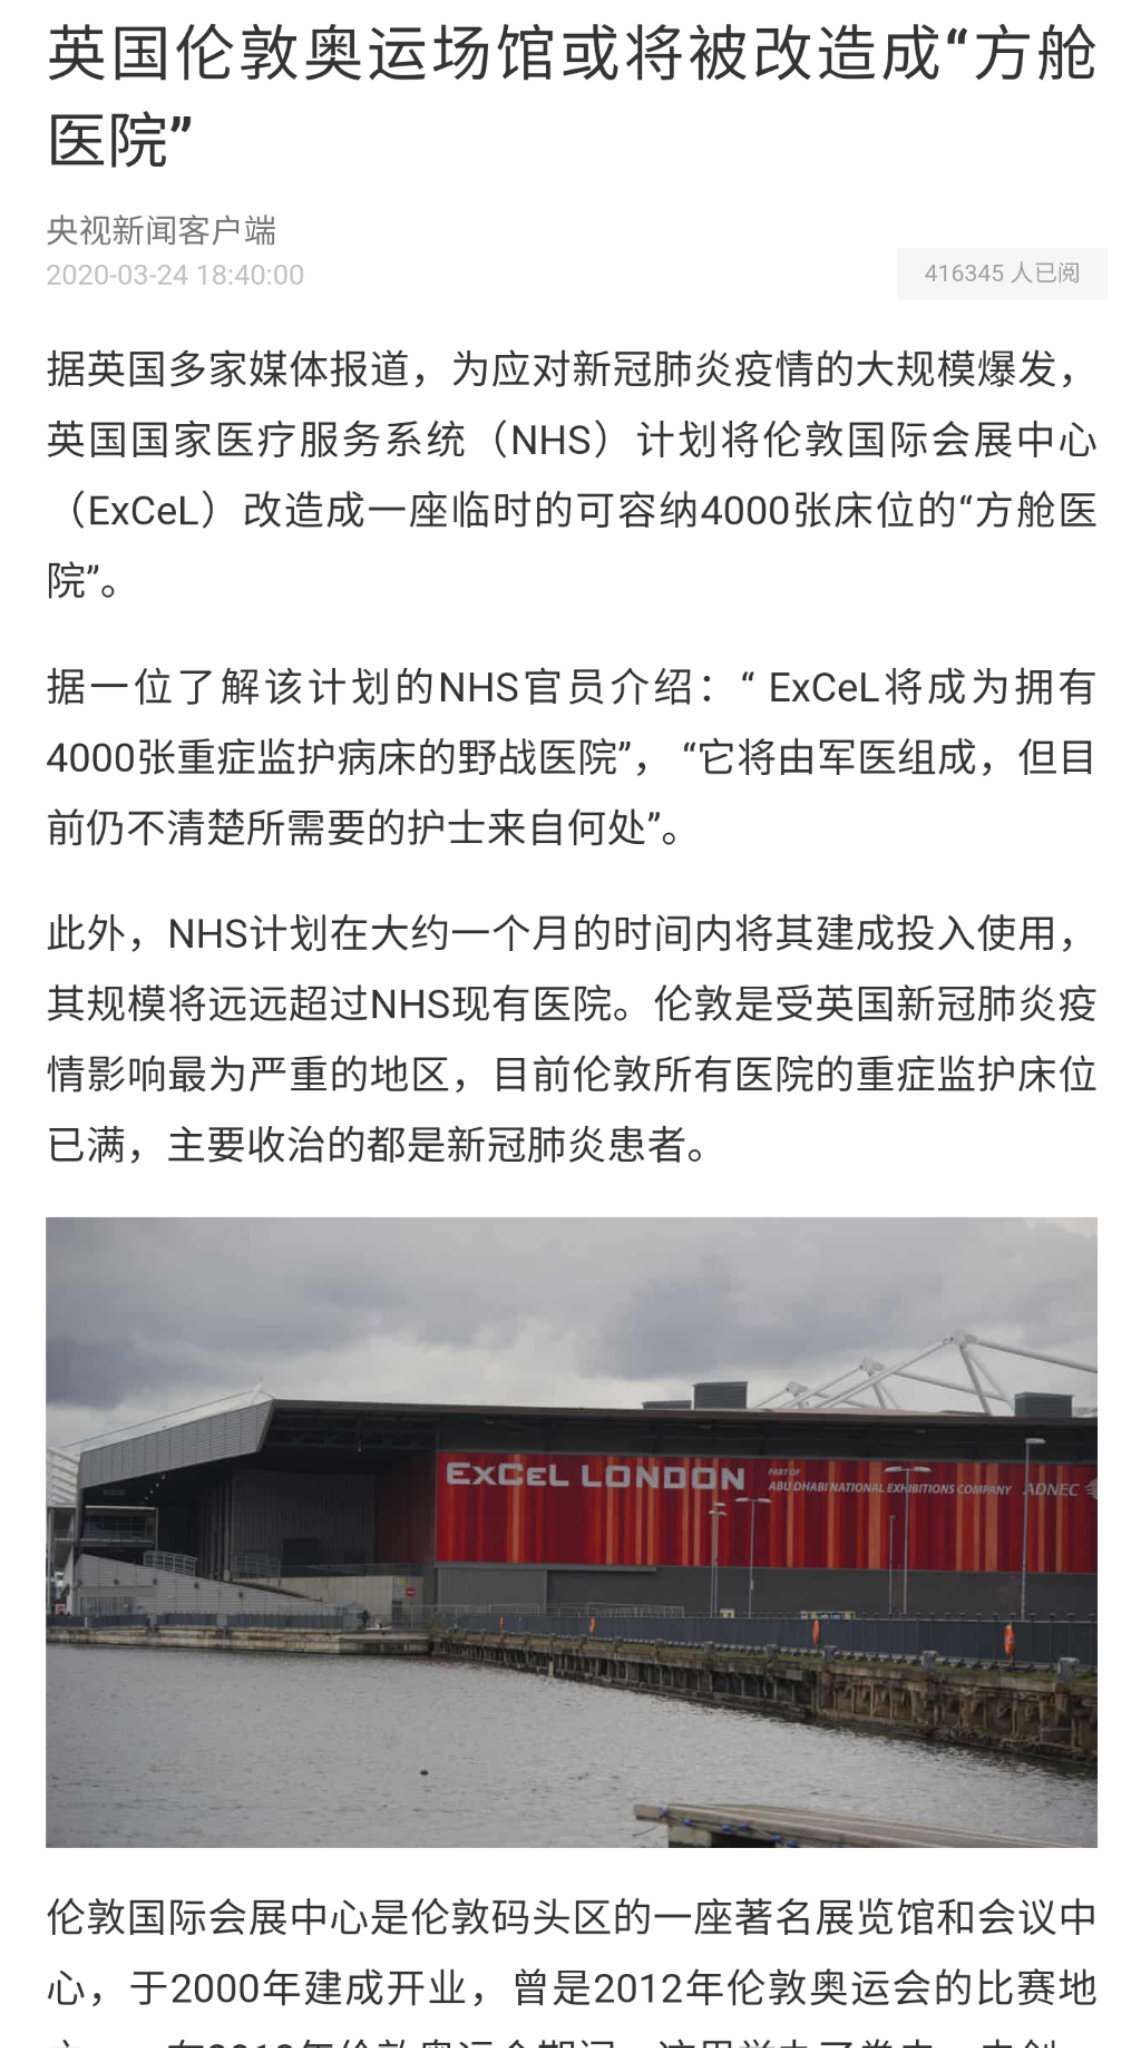 英国伦敦奥运场馆或将被改造成“方舱
医院”
央视新闻客户端
2020-03-24 18:40:00
416345 人已阅
据英国多家媒体报道，为应对新冠肺炎疫情的大规模爆发，
英国国家医疗服务系统（NHS）计划将伦敦国际会展中心
（ExCeL）改造成一座临时的可容纳4000张床位的“方舱医
院”。
据一位了解该计划的NHS官员介绍：“ ExCeL将成为拥有
4000张重症监护病床的野战医院”， “它将由军医组成，但目
前仍不清楚所需要的护士来自何处”。
此外，NHS计划在大约一个月的时间内将其建成投入使用，
其规模将远远超过NHS现有医院。伦敦是受英国新冠肺炎疫
情影响最为严重的地区，目前伦敦所有医院的重症监护床位
已满，主要收治的都是新冠肺炎患者。
ExCeL LONDON
PART OF
ABU DHABI NATIONAL EXHIBITIONS COMPANY
ADNEC
伦敦国际会展中心是伦敦码头区的一座著名展览馆和会议中
心，于2000年建成开业，曾是2012年伦敦奥运会的比赛地